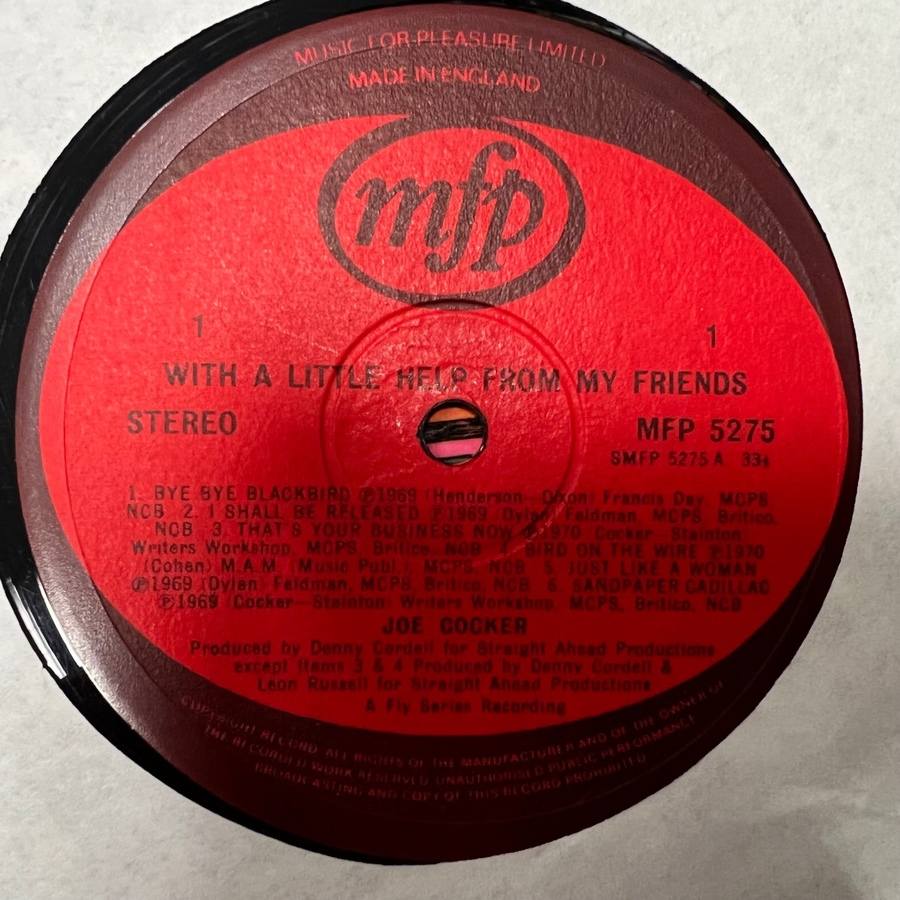 MUSIC FOR PLEASURE LIMITED
MADE IN ENGLAND
mfp
1 1
WITH A LITTLE HELP FROM MY FRIENDS
STEREO MFP 5275
SMFP 5275 A 33⅓
1. BYE BYE BLACKBIRD ℗1969 (Henderson—Dixon) Francis Day, MCPS
NCB 2. I SHALL BE RELEASED ℗1969 (Dylan) Feldman, MCPS, Britico,
NCB 3. THAT'S YOUR BUSINESS NOW ℗1970 (Cocker—Stainton)
Writers Workshop, MCPS, Britico, NCB BIRD ON THE WIRE ℗1970
(Cohen) M.A.M. (Music Publ.), MCPS, NCB 5. JUST LIKE A WOMAN
℗1969 (Dylan) Feldman, MCPS, Britico, NCB 6. SANDPAPER CADILLAC
℗1969 (Cocker—Stainton) Writers Workshop, MCPS, Britico, NCB
JOE COCKER
Produced by Denny Cordell for Straight Ahead Productions
except Items 3 & 4 Produced by Denny Cordell &
Leon Russell for Straight Ahead Productions
A Fly Series Recording
COPYRIGHT RECORD. ALL RIGHTS OF THE MANUFACTURER AND OF THE OWNER OF
THE RECORDED WORK RESERVED. UNAUTHORISED PUBLIC PERFORMANCE
BROADCASTING AND COPY OF THIS RECORD PROHIBITED